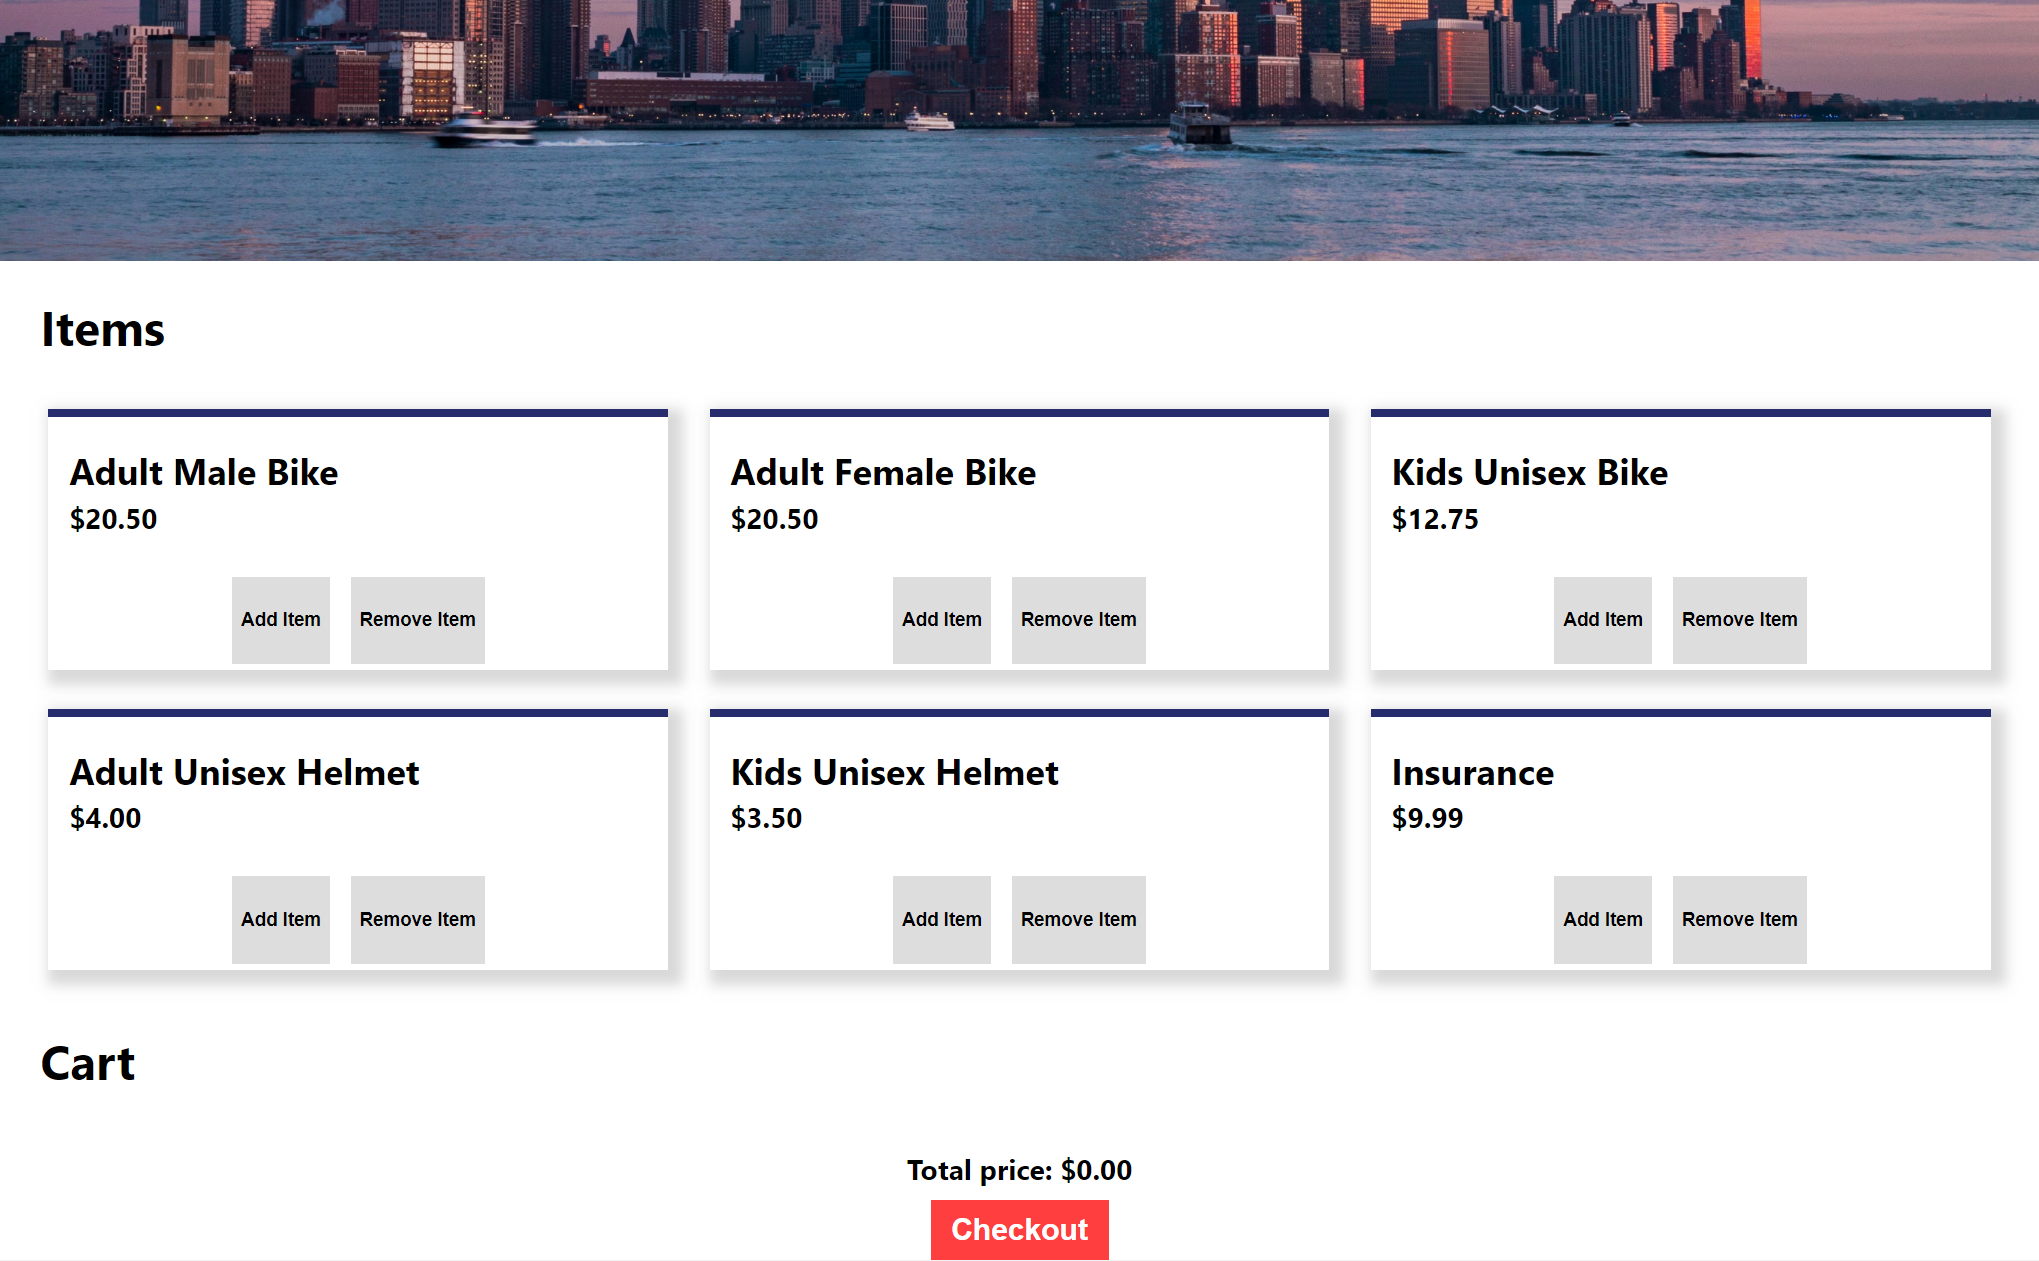 Items
Adult Male Bike
$20.50
Add Item Remove Item
Adult Female Bike
$20.50
Add Item Remove Item
Kids Unisex Bike
$12.75
Add Item Remove Item
Adult Unisex Helmet
$4.00
Add Item Remove Item
Kids Unisex Helmet
$3.50
Add Item Remove Item
Insurance
$9.99
Add Item Remove Item
Cart
Total price: $0.00
Checkout